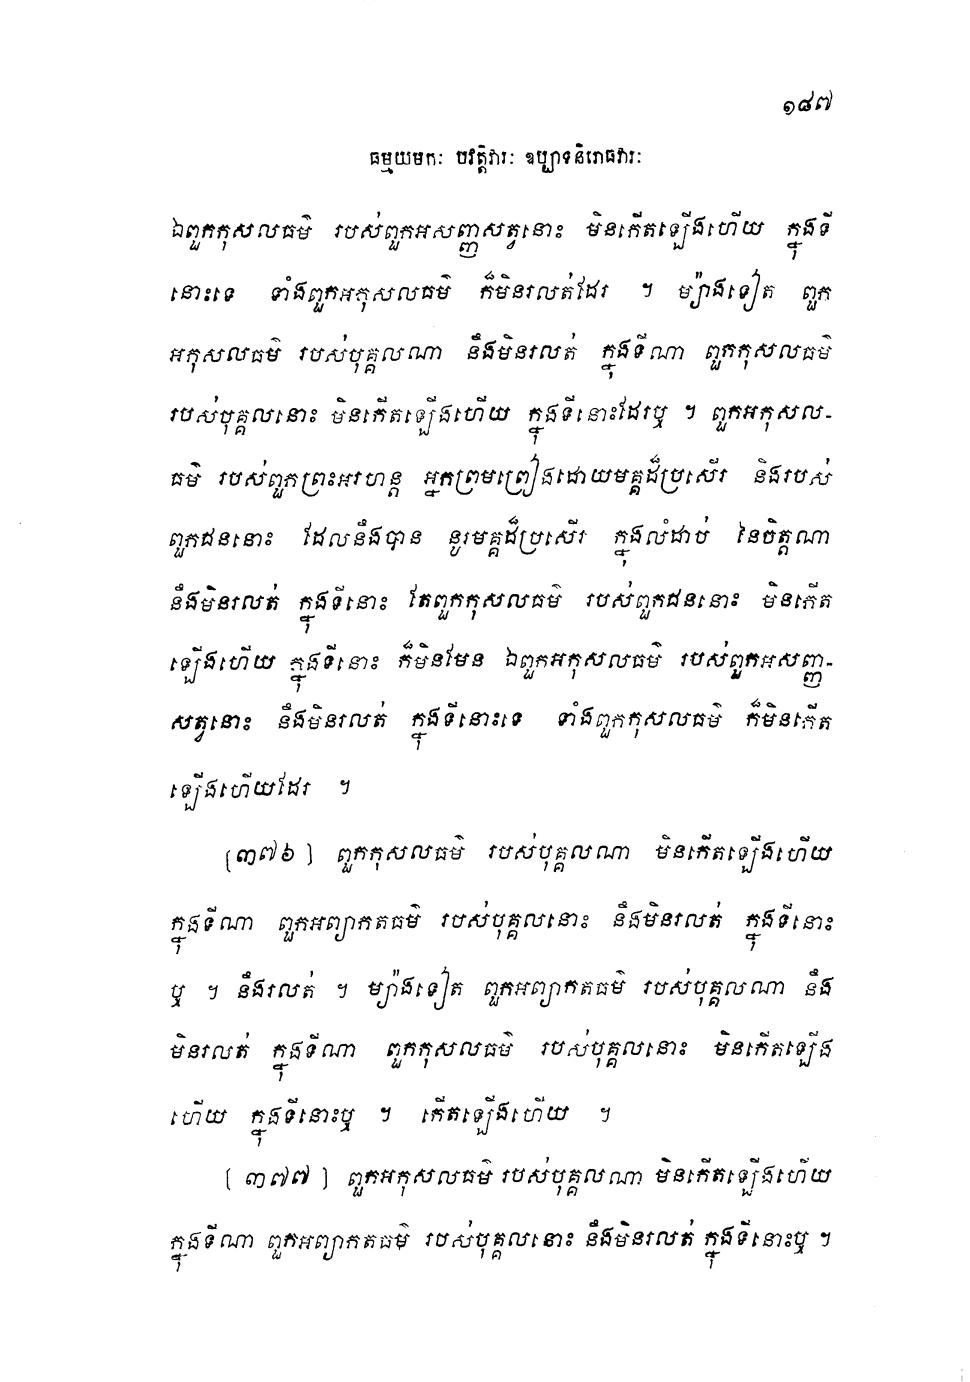 ១៨៧
ធម្មយមកៈ បវត្តិវារៈ ឧប្បាទនិរោធវារៈ
ឯពួកកុសលធម៌ របស់ពួកអសញ្ញសត្វនោះ មិនកើតឡើងហើយ ក្នុងទី
នោះទេ ទាំងពួកអកុសលធម៌ ក៏មិនរលត់ដែរ ។ ម្យ៉ាងទៀត ពួក
អកុសលធម៌ របស់បុគ្គលណា នឹងមិនរលត់ ក្នុងទីណា ពួកកុសលធម៌
របស់បុគ្គលនោះ មិនកើតឡើងហើយ ក្នុងទីនោះដែរឬ ។ ពួកអកុសល-
ធម៌ របស់ពួកព្រះអរហន្ត អ្នកព្រមព្រៀងដោយមគ្គដ៏ប្រសើរ និងរបស់
ពួកជននោះ ដែលនឹងបាន នូវមគ្គដ៏ប្រសើរ ក្នុងលំដាប់ នៃចិត្តណា
នឹងមិនរលត់ ក្នុងទីនោះ តែពួកកុសលធម៌ របស់ពួកជននោះ មិនកើត
ឡើងហើយ ក្នុងទីនោះ ក៏មិនមែន ឯពួកអកុសលធម៌ របស់ពួកអសញ្ញ-
សត្វនោះ នឹងមិនរលត់ ក្នុងទីនោះទេ ទាំងពួកកុសលធម៌ ក៏មិនកើត
ឡើងហើយដែរ ។
(៣៧៦) ពួកកុសលធម៌ របស់បុគ្គលណា មិនកើតឡើងហើយ
ក្នុងទីណា ពួកអព្យាកតធម៌ របស់បុគ្គលនោះ នឹងមិនរលត់ ក្នុងទីនោះ
ឬ ។ នឹងរលត់ ។ ម្យ៉ាងទៀត ពួកអព្យាកតធម៌ របស់បុគ្គលណា នឹង
មិនរលត់ ក្នុងទីណា ពួកកុសលធម៌ របស់បុគ្គលនោះ មិនកើតឡើង
ហើយ ក្នុងទីនោះឬ ។ កើតឡើងហើយ ។
(៣៧៧) ពួកអកុសលធម៌ របស់បុគ្គលណា មិនកើតឡើងហើយ
ក្នុងទីណា ពួកអព្យាកតធម៌ របស់បុគ្គលនោះ នឹងមិនរលត់ ក្នុងទីនោះឬ ។